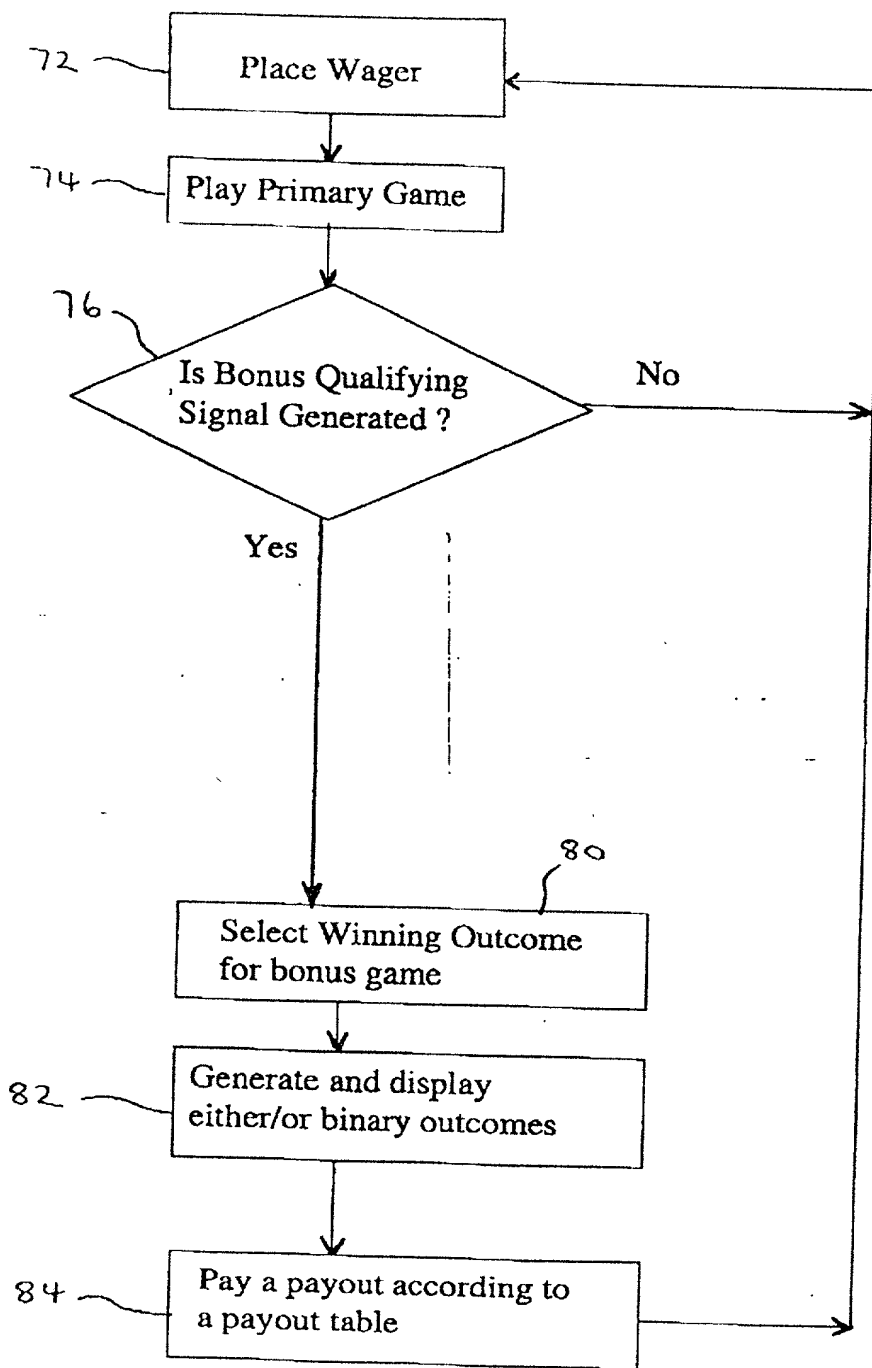 72
Place Wager
74
Play Primary Game
76
Is Bonus Qualifying
Signal Generated ?
No
Yes
80
Select Winning Outcome
for bonus game
82
Generate and display
either/or binary outcomes
84
Pay a payout according to
a payout table